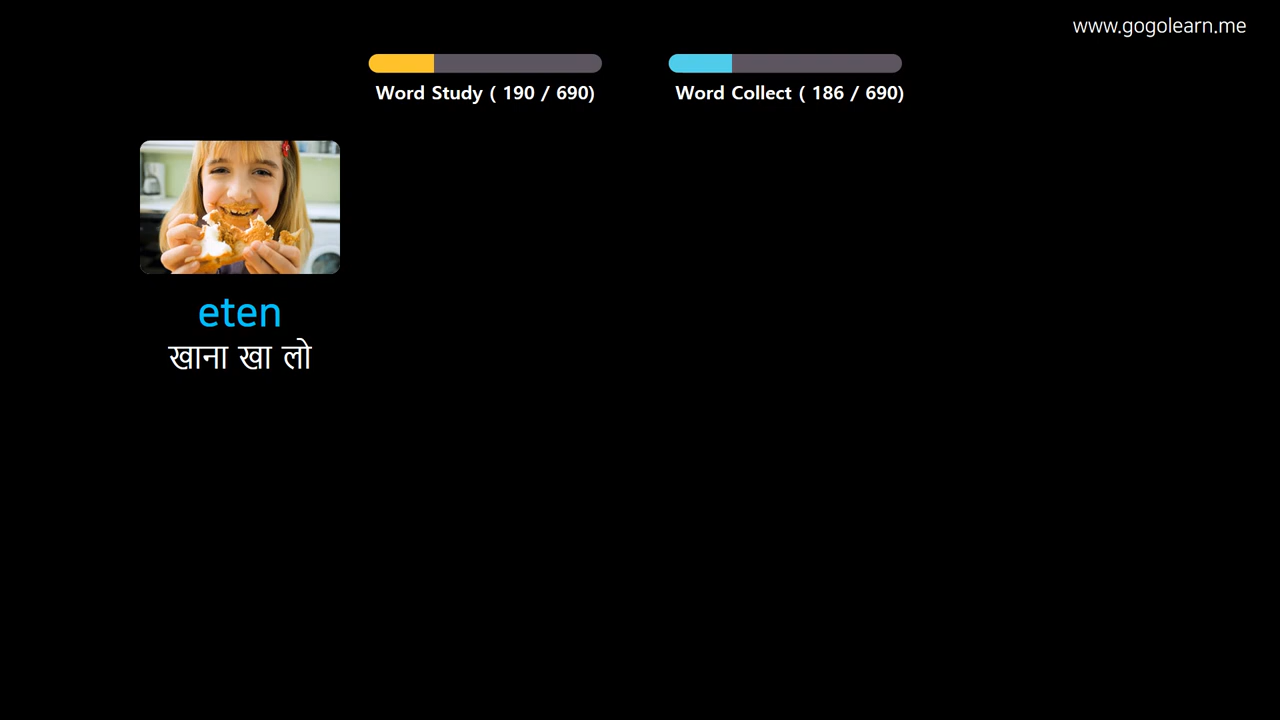 www.gogolearn.me
Word Study ( 190 / 690)
Word Collect ( 186 / 690)
eten
खाना खा लो